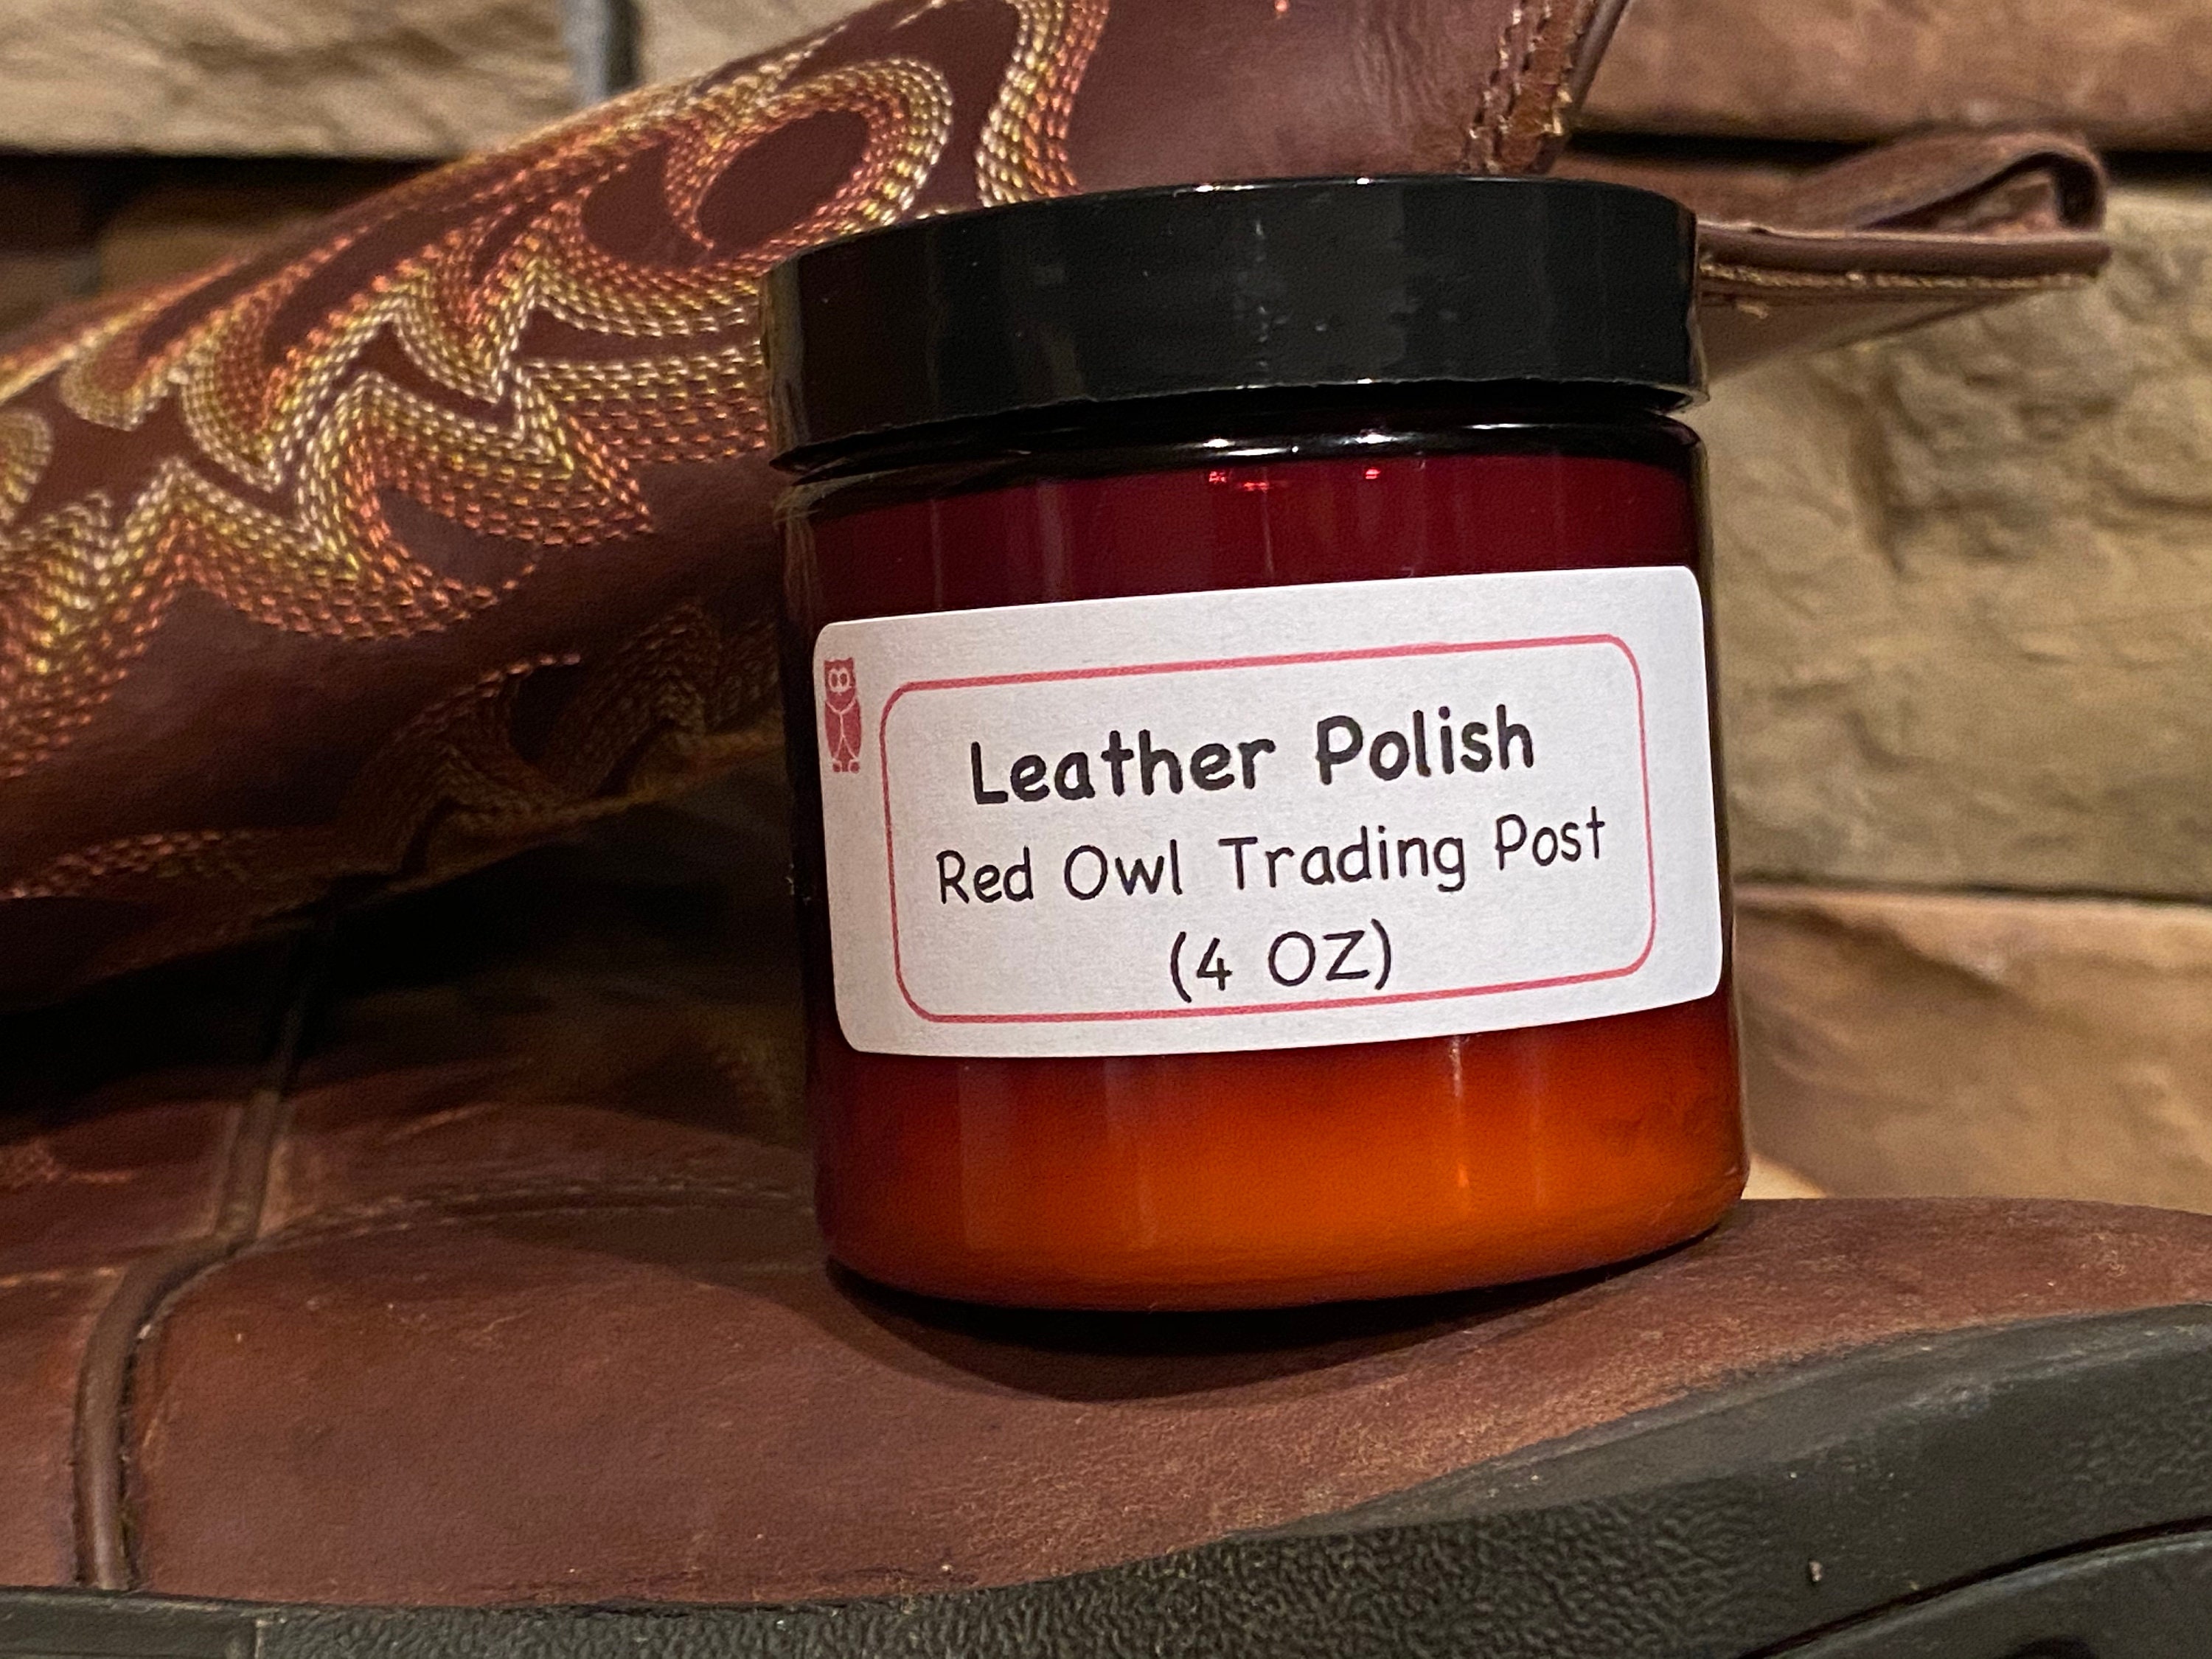 Leather Polish
Red Owl Trading Post
(4 OZ)